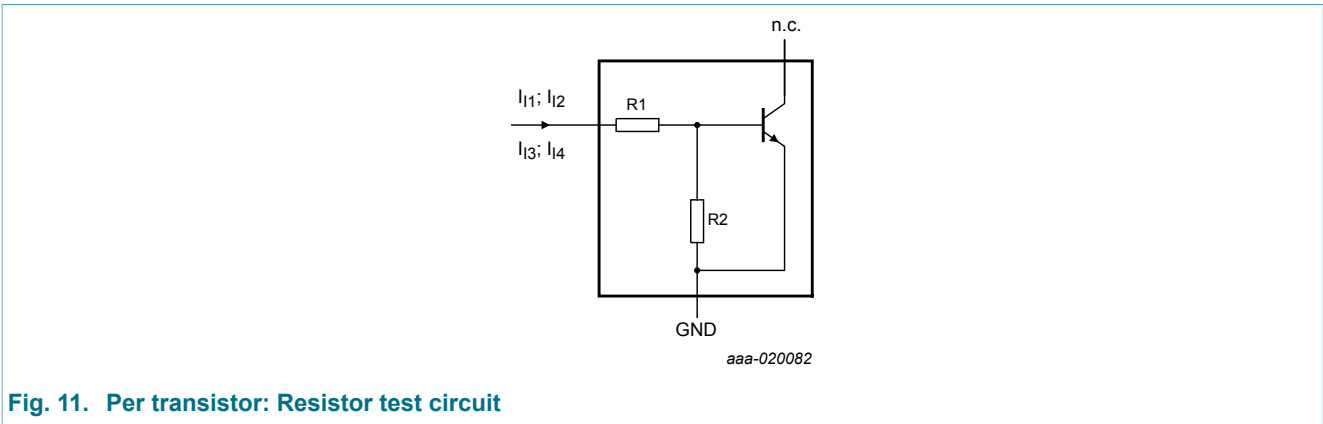 n.c.
I_I1; I_I2
R1
I_I3; I_I4
R2
GND
aaa-020082
Fig. 11. Per transistor: Resistor test circuit